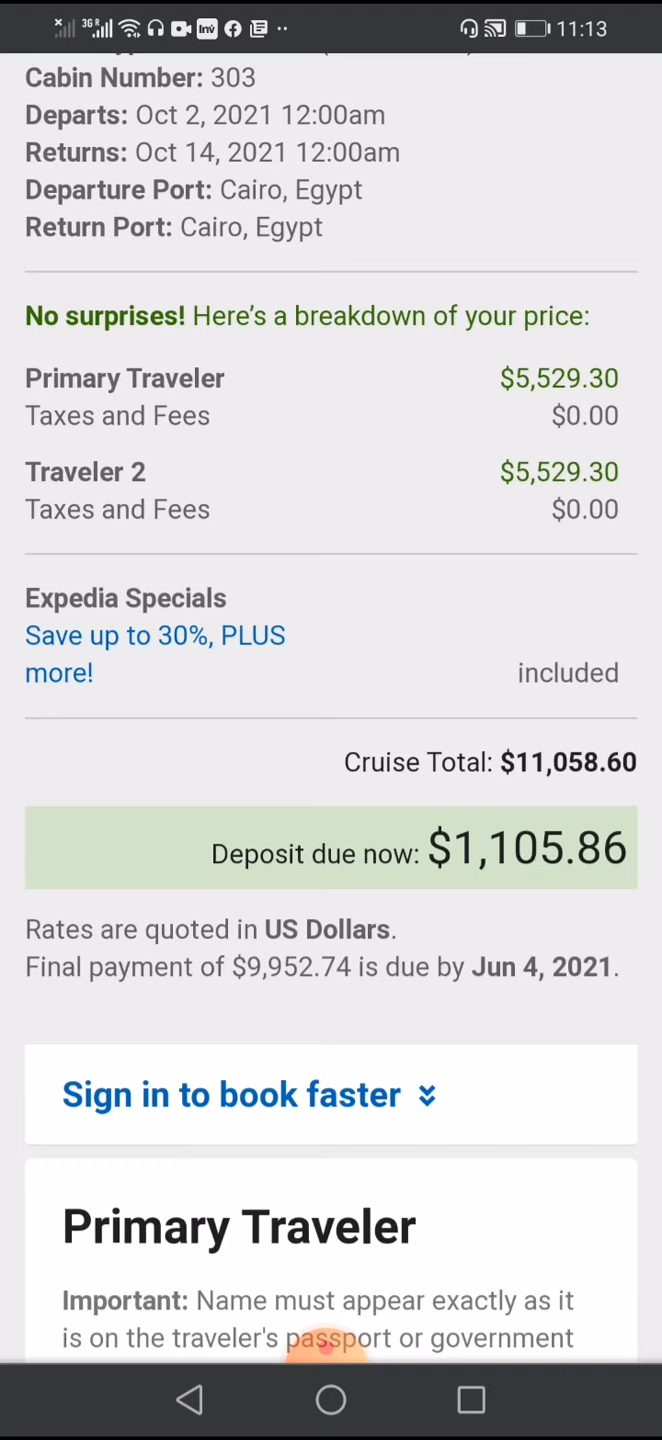 3G R inv 11:13
Cabin Number: 303
Departs: Oct 2, 2021 12:00am
Returns: Oct 14, 2021 12:00am
Departure Port: Cairo, Egypt
Return Port: Cairo, Egypt
No surprises! Here’s a breakdown of your price:
Primary Traveler $5,529.30
Taxes and Fees $0.00
Traveler 2 $5,529.30
Taxes and Fees $0.00
Expedia Specials
Save up to 30%, PLUS
more! included
Cruise Total: $11,058.60
Deposit due now: $1,105.86
Rates are quoted in US Dollars.
Final payment of $9,952.74 is due by Jun 4, 2021.
Sign in to book faster
Primary Traveler
Important: Name must appear exactly as it
is on the traveler's passport or government